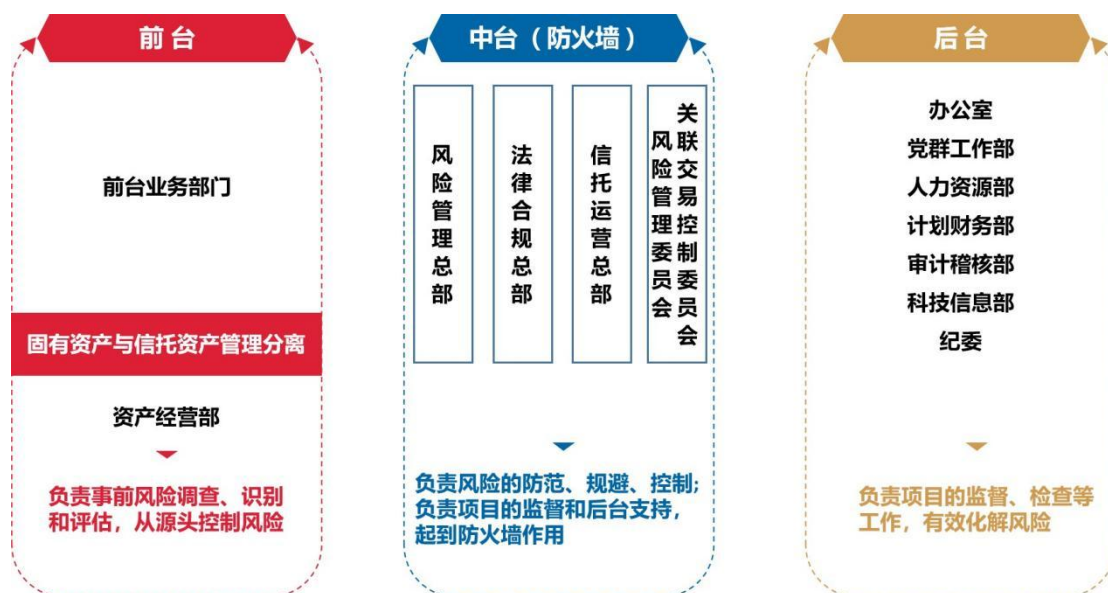 前台
前台业务部门
固有资产与信托资产管理分离
资产经营部
负责事前风险调查、识别
和评估，从源头控制风险
中台（防火墙）
风险管理总部
法律合规总部
信托运营总部
关联交易控制委员会
风险管理委员会
负责风险的防范、规避、控制;
负责项目的监督和后台支持，
起到防火墙作用
后台
办公室
党群工作部
人力资源部
计划财务部
审计稽核部
科技信息部
纪委
负责项目的监督、检查等
工作，有效化解风险